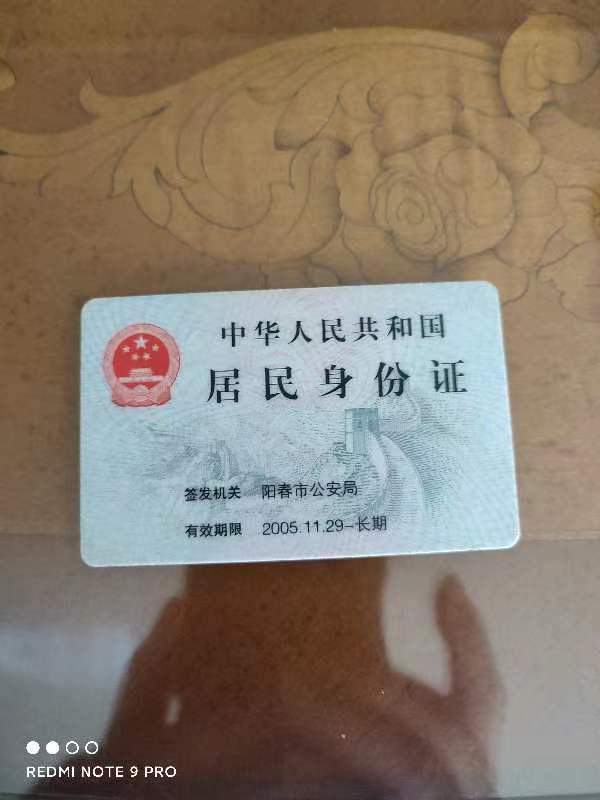 中华人民共和国
居民身份证
签发机关 阳春市公安局
有效期限 2005.11.29-长期
REDMI NOTE 9 PRO